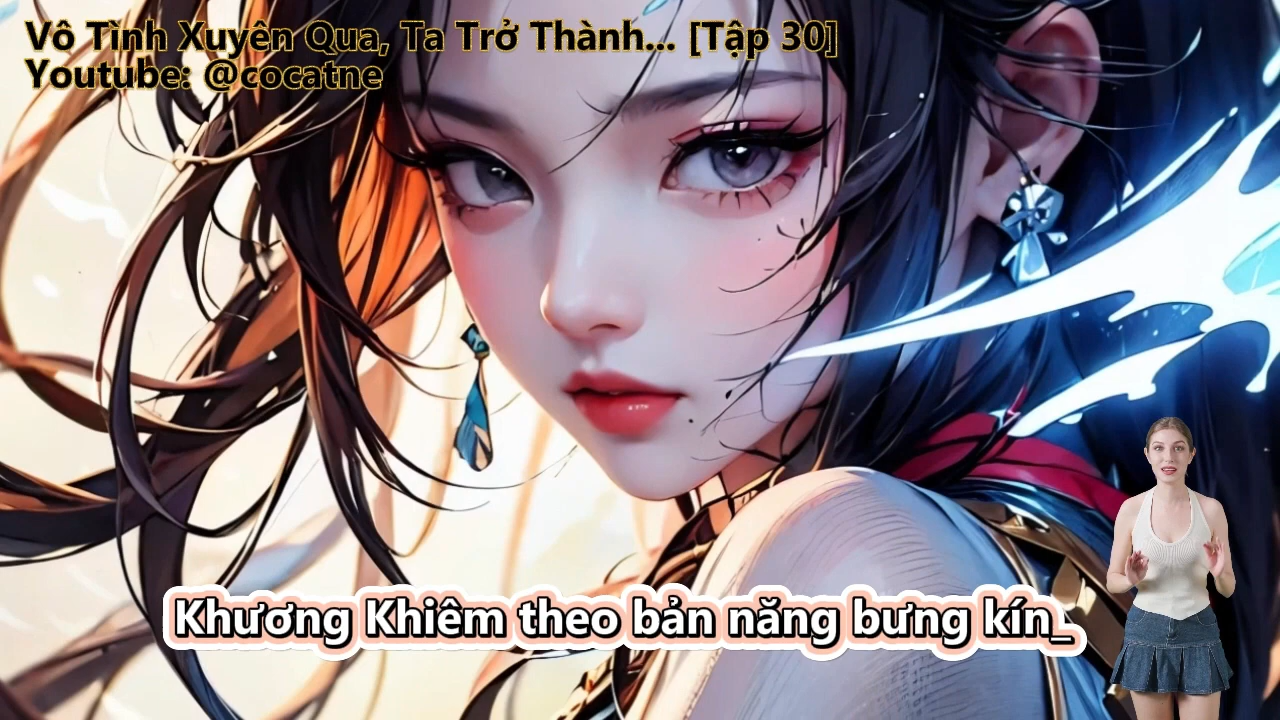 Vô Tình Xuyên Qua, Ta Trở Thành... [Tập 30]
Youtube: @cocatne
Khương Khiêm theo bản năng bưng kín_